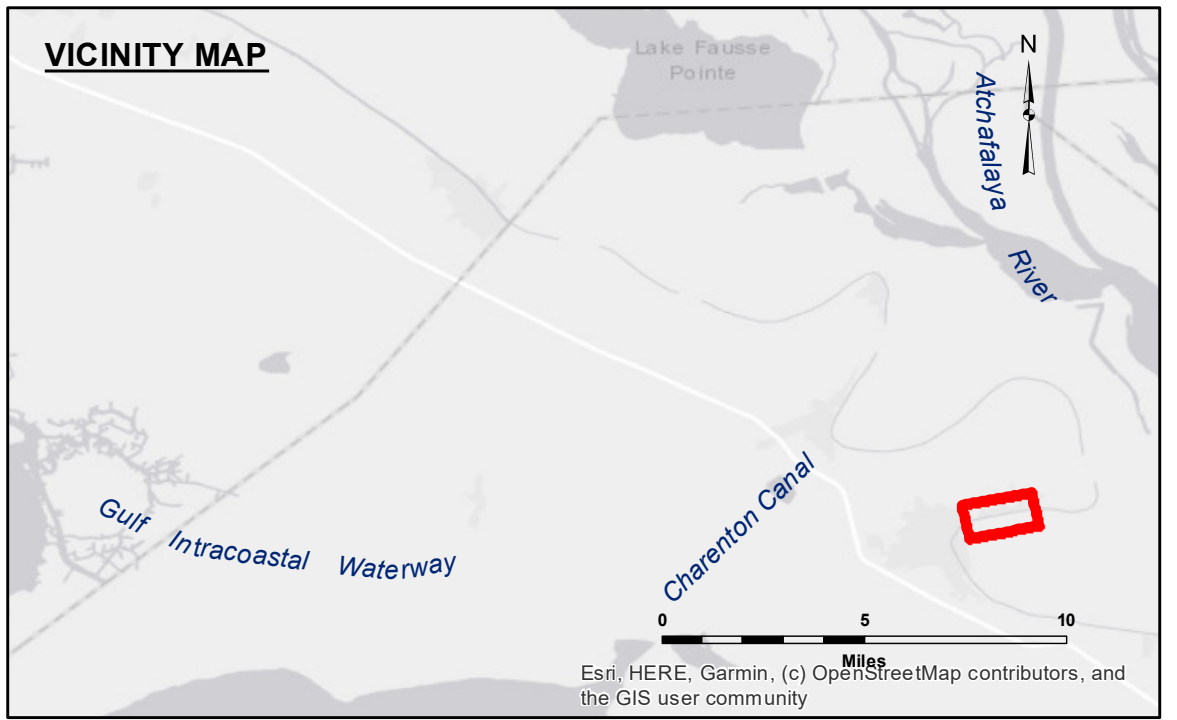 VICINITY MAP
Lake Fausse
Pointe
N
Atchafalaya
River
Gulf Intracoastal Waterway
Charenton Canal
0 5 10
Miles
Esri, HERE, Garmin, (c) OpenStreetMap contributors, and
the GIS user community